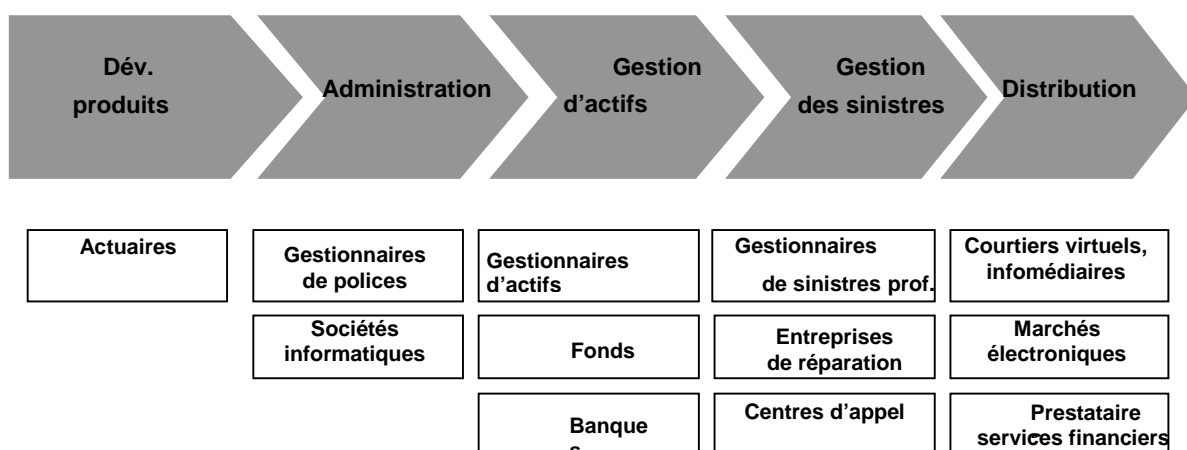 Dév.
produits
Administration
Gestion
d’actifs
Gestion
des sinistres
Distribution
Actuaires
Gestionnaires
de polices
Gestionnaires
d’actifs
Gestionnaires
de sinistres prof.
Courtiers virtuels,
infomédiaires
Sociétés
informatiques
Fonds
Entreprises
de réparation
Marchés
électroniques
Banque
s
Centres d’appel
Prestataire
services financiers